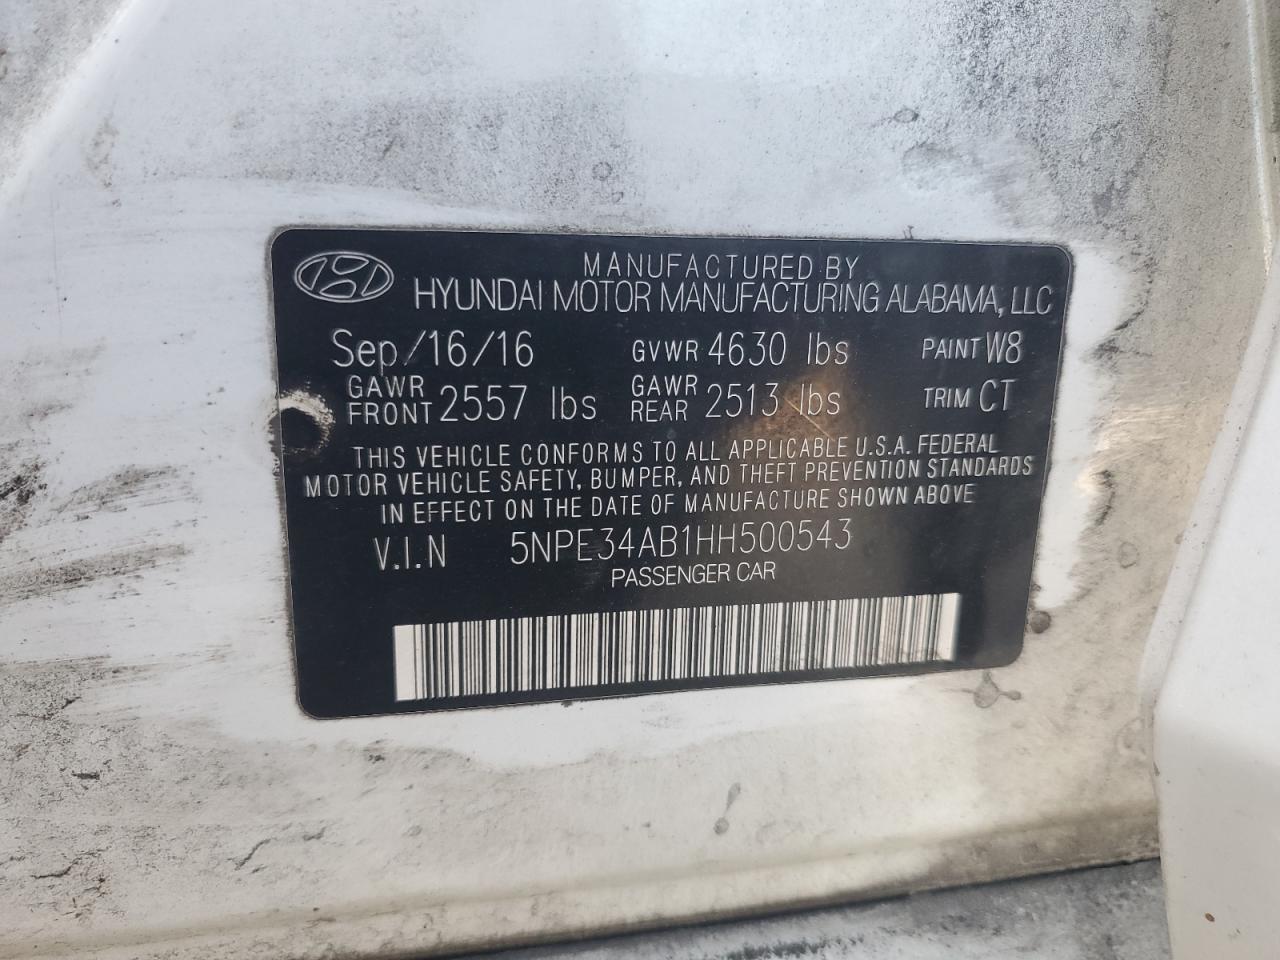 MANUFACTURED BY
HYUNDAI MOTOR MANUFACTURING ALABAMA, LLC
Sep/16/16 GVWR 4630 lbs PAINT W8
GAWR FRONT 2557 lbs GAWR REAR 2513 lbs TRIM CT
THIS VEHICLE CONFORMS TO ALL APPLICABLE U.S.A. FEDERAL
MOTOR VEHICLE SAFETY, BUMPER, AND THEFT PREVENTION STANDARDS
IN EFFECT ON THE DATE OF MANUFACTURE SHOWN ABOVE
V.I.N 5NPE34AB1HH500543
PASSENGER CAR